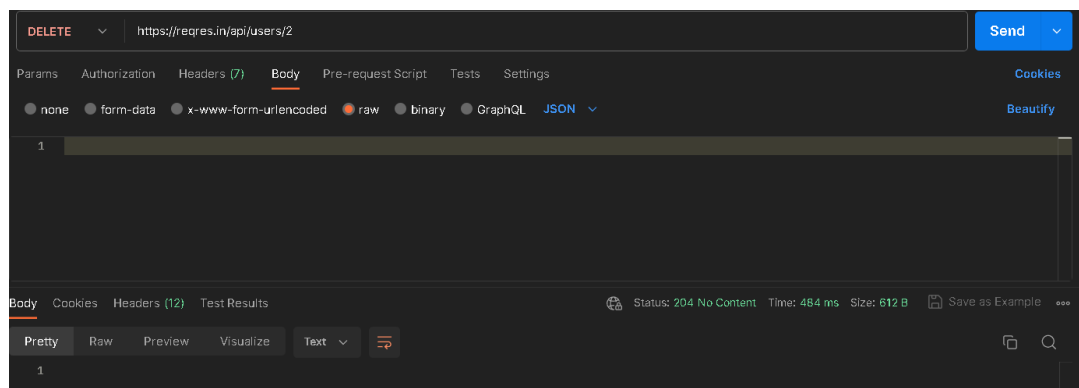 DELETE https://reqres.in/api/users/2 Send
Params Authorization Headers (7) Body Pre-request Script Tests Settings Cookies
none form-data x-www-form-urlencoded raw binary GraphQL JSON Beautify
1
Body Cookies Headers (12) Test Results Status: 204 No Content Time: 484 ms Size: 612 B Save as Example
Pretty Raw Preview Visualize Text
1